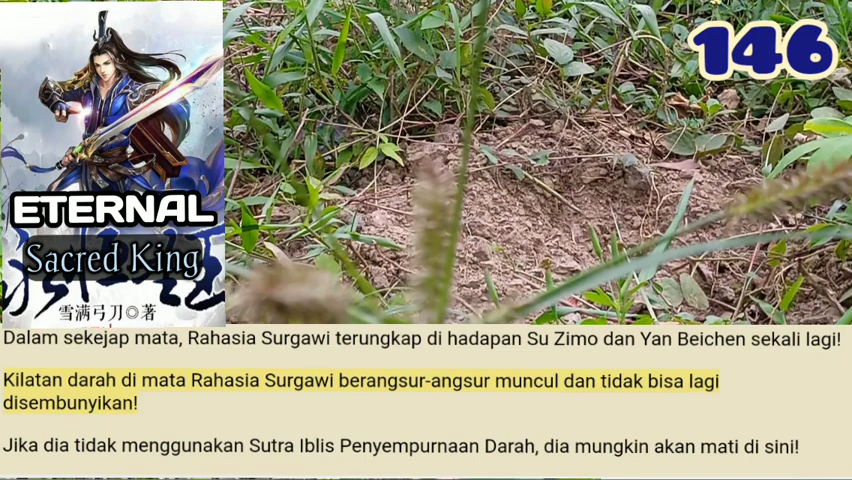 146
ETERNAL
Sacred King
雪满弓刀◎著
Dalam sekejap mata, Rahasia Surgawi terungkap di hadapan Su Zimo dan Yan Beichen sekali lagi!
Kilatan darah di mata Rahasia Surgawi berangsur-angsur muncul dan tidak bisa lagi
disembunyikan!
Jika dia tidak menggunakan Sutra Iblis Penyempurnaan Darah, dia mungkin akan mati di sini!